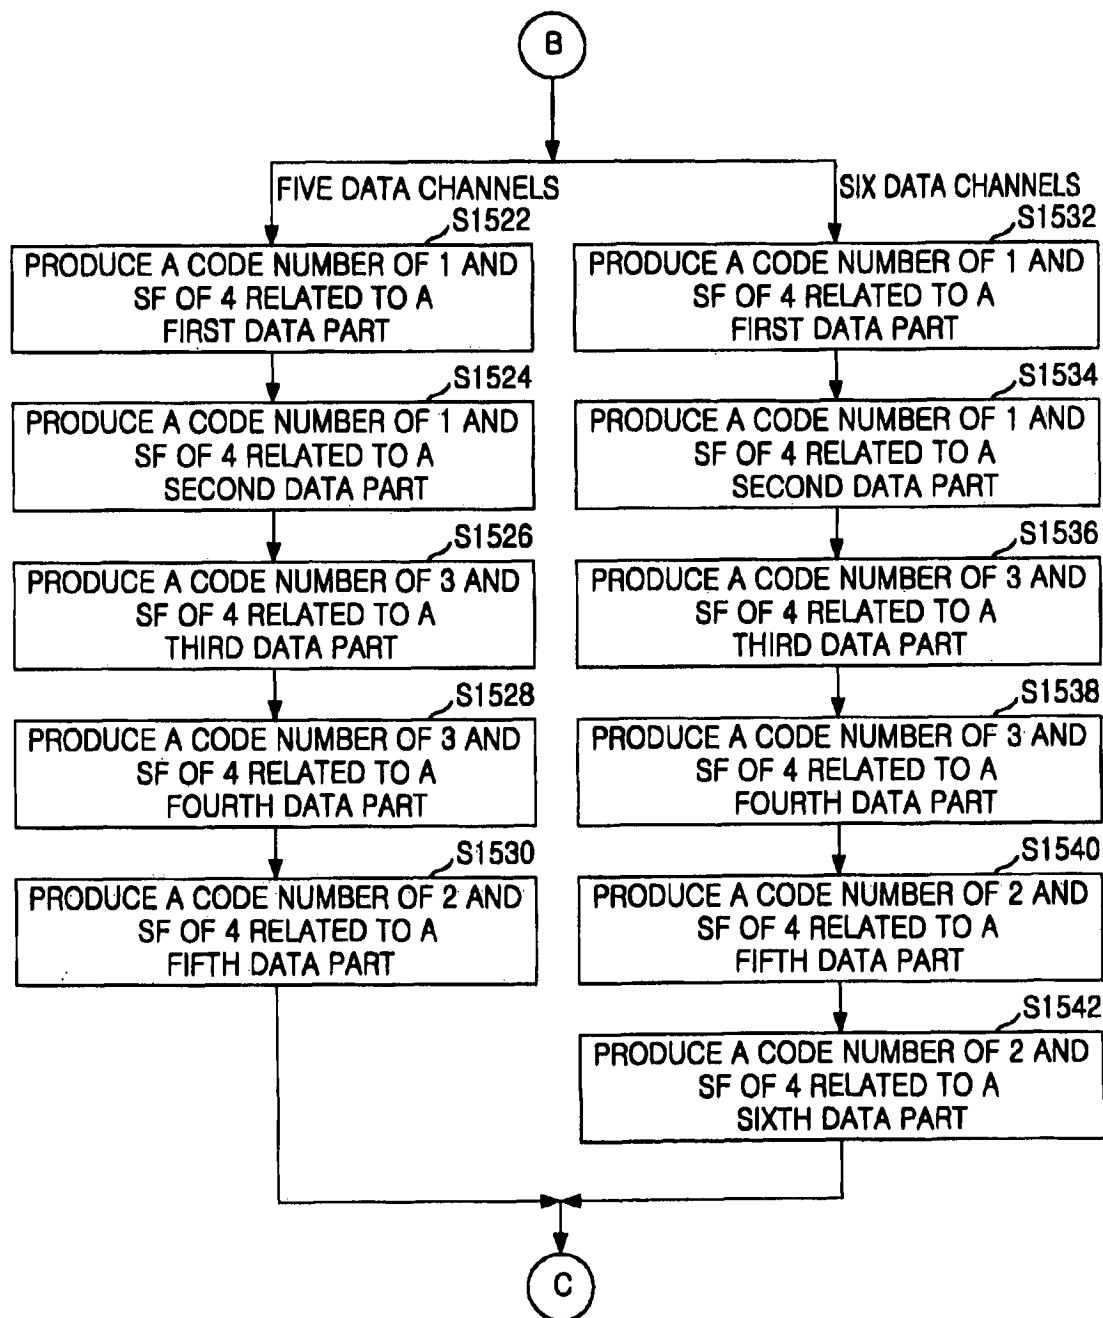 B
FIVE DATA CHANNELS
S1522
PRODUCE A CODE NUMBER OF 1 AND
SF OF 4 RELATED TO A
FIRST DATA PART
S1524
PRODUCE A CODE NUMBER OF 1 AND
SF OF 4 RELATED TO A
SECOND DATA PART
S1526
PRODUCE A CODE NUMBER OF 3 AND
SF OF 4 RELATED TO A
THIRD DATA PART
S1528
PRODUCE A CODE NUMBER OF 3 AND
SF OF 4 RELATED TO A
FOURTH DATA PART
S1530
PRODUCE A CODE NUMBER OF 2 AND
SF OF 4 RELATED TO A
FIFTH DATA PART
SIX DATA CHANNELS
S1532
PRODUCE A CODE NUMBER OF 1 AND
SF OF 4 RELATED TO A
FIRST DATA PART
S1534
PRODUCE A CODE NUMBER OF 1 AND
SF OF 4 RELATED TO A
SECOND DATA PART
S1536
PRODUCE A CODE NUMBER OF 3 AND
SF OF 4 RELATED TO A
THIRD DATA PART
S1538
PRODUCE A CODE NUMBER OF 3 AND
SF OF 4 RELATED TO A
FOURTH DATA PART
S1540
PRODUCE A CODE NUMBER OF 2 AND
SF OF 4 RELATED TO A
FIFTH DATA PART
S1542
PRODUCE A CODE NUMBER OF 2 AND
SF OF 4 RELATED TO A
SIXTH DATA PART
C